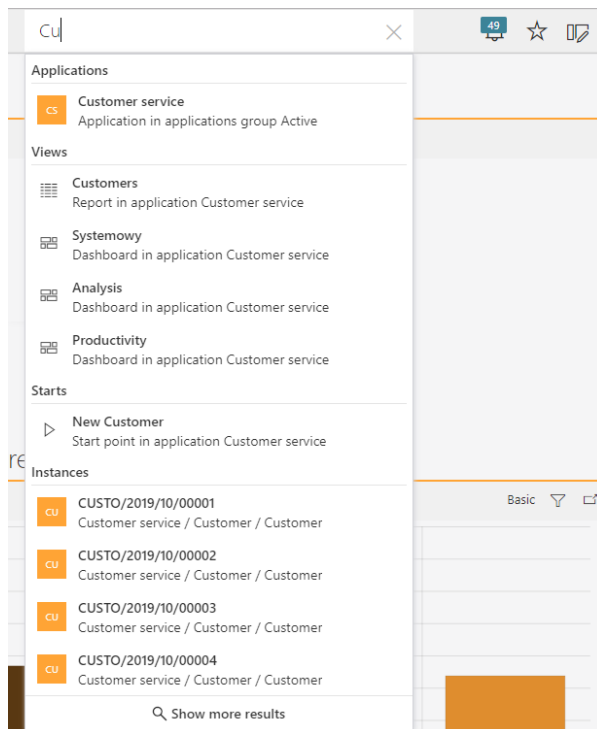 Cu
49
Applications
CS
Customer service
Application in applications group Active
Views
Customers
Report in application Customer service
Systemowy
Dashboard in application Customer service
Analysis
Dashboard in application Customer service
Productivity
Dashboard in application Customer service
Starts
New Customer
Start point in application Customer service
re
Instances
Basic
CU
CUSTO/2019/10/00001
Customer service / Customer / Customer
CU
CUSTO/2019/10/00002
Customer service / Customer / Customer
CU
CUSTO/2019/10/00003
Customer service / Customer / Customer
CU
CUSTO/2019/10/00004
Customer service / Customer / Customer
Show more results